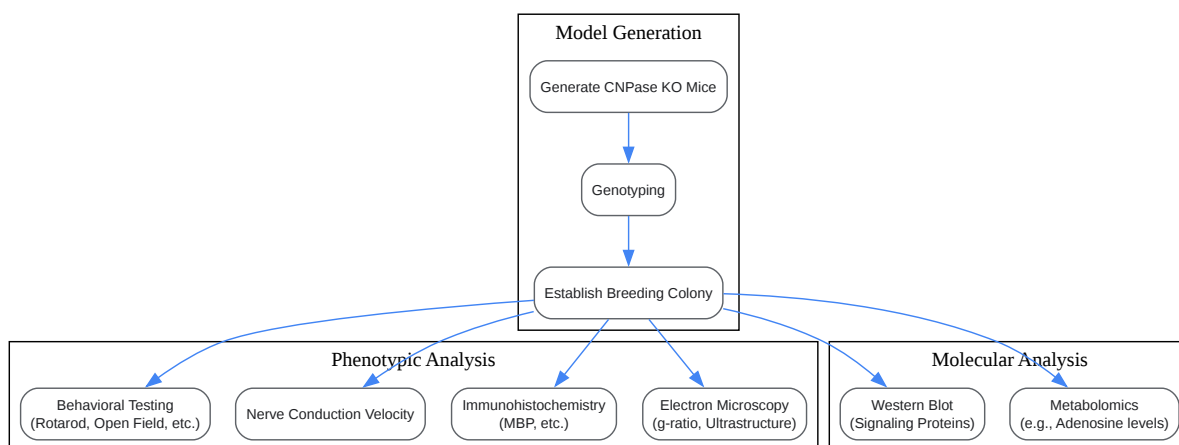 Model Generation
Generate CNPase KO Mice
Genotyping
Establish Breeding Colony
Phenotypic Analysis
Behavioral Testing
(Rotarod, Open Field, etc.)
Nerve Conduction Velocity
Immunohistochemistry
(MBP, etc.)
Electron Microscopy
(g-ratio, Ultrastructure)
Molecular Analysis
Western Blot
(Signaling Proteins)
Metabolomics
(e.g., Adenosine levels)